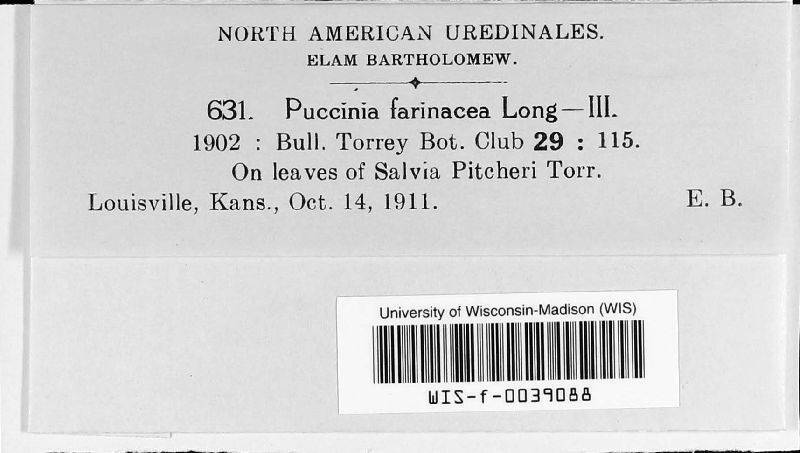 NORTH AMERICAN UREDINALES.
ELAM BARTHOLOMEW.
631. Puccinia farinacea Long—III.
1902 : Bull. Torrey Bot. Club 29 : 115.
On leaves of Salvia Pitcheri Torr.
Louisville, Kans., Oct. 14, 1911. E. B.
University of Wisconsin-Madison (WIS)
WIS-f-0039088